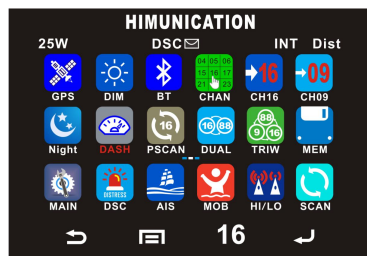 HIMUNICATION
25W DSC INT Dist
04 05 06
15 16 17
21 23
16 09
GPS DIM BT CHAN CH16 CH09
16 16 88 88
9 16
Night DASH PSCAN DUAL TRIW MEM
DISTRESS
MAIN DSC AIS MOB HI/LO SCAN
16